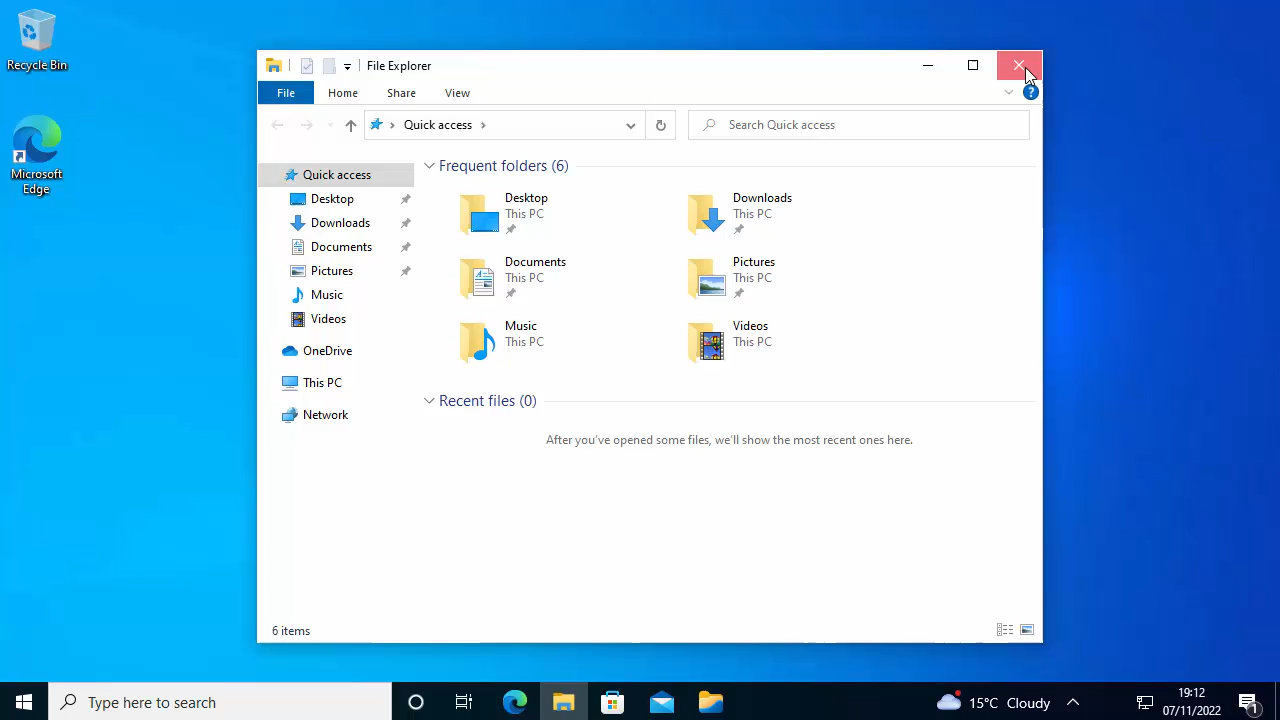 Recycle Bin
Microsoft
Edge
File Explorer
File
Home
Share
View
?
Quick access
Search Quick access
Quick access
Desktop
Downloads
Documents
Pictures
Music
Videos
OneDrive
This PC
Network
Frequent folders (6)
Desktop
This PC
Downloads
This PC
Documents
This PC
Pictures
This PC
Music
This PC
Videos
This PC
Recent files (0)
After you've opened some files, we'll show the most recent ones here.
6 items
Type here to search
15°C Cloudy
19:12
07/11/2022
1